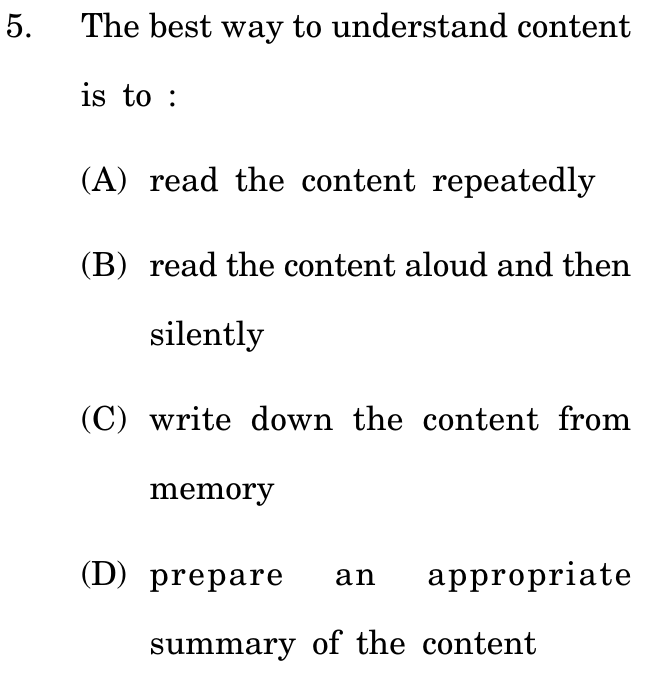 5. The best way to understand content
is to :
(A) read the content repeatedly
(B) read the content aloud and then
silently
(C) write down the content from
memory
(D) prepare an appropriate
summary of the content